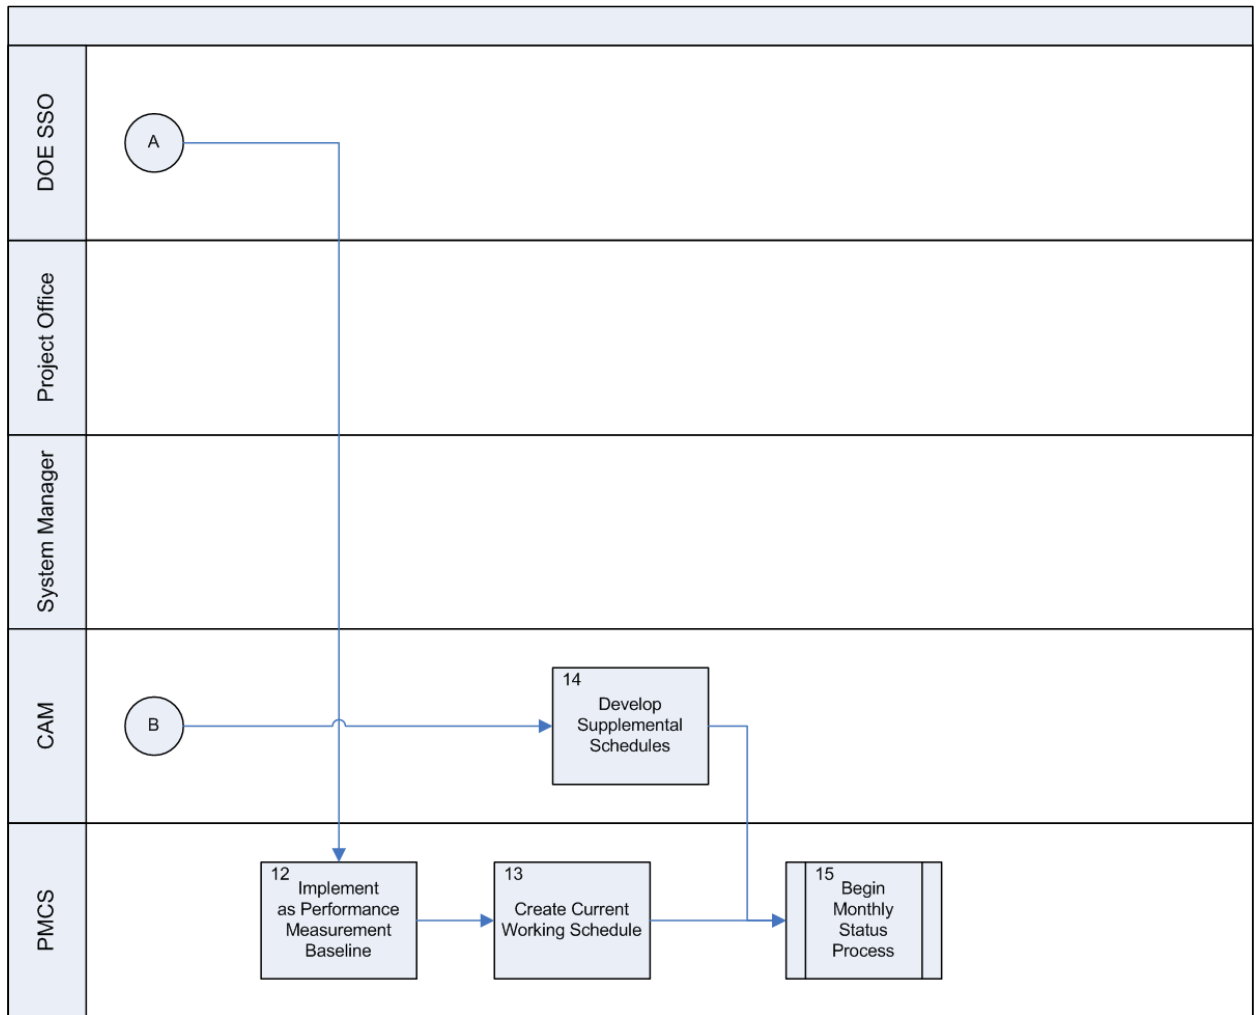 DOE SSO
A
Project Office
System Manager
CAM
B
14
Develop
Supplemental
Schedules
PMCS
12
Implement
as Performance
Measurement
Baseline
13
Create Current
Working Schedule
15
Begin
Monthly
Status
Process